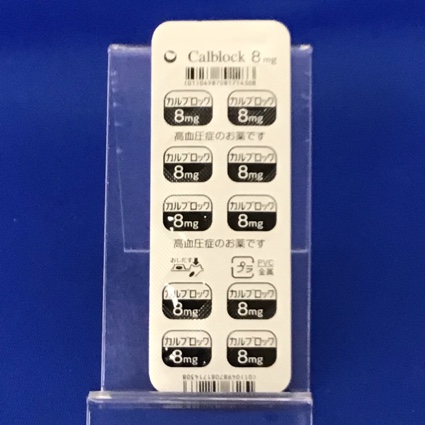 Calblock 8mg
(01)04987081714308
カルブロック カルブロック
8mg 8mg
高血圧症のお薬です
カルブロック カルブロック
8mg 8mg
カルブロック カルブロック
8mg 8mg
高血圧症のお薬です
おしだす プラ PVC
金属
カルブロック カルブロック
8mg 8mg
カルブロック カルブロック
8mg 8mg
(01)04987081714308